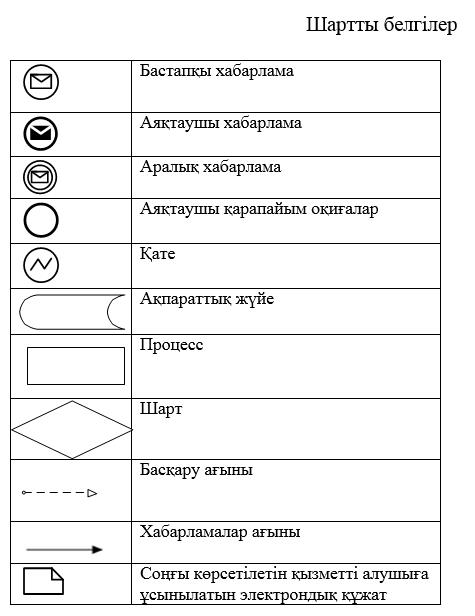 Шартты белгілер
Бастапқы хабарлама
Аяқтаушы хабарлама
Аралық хабарлама
Аяқтаушы қарапайым оқиғалар
Қате
Ақпараттық жүйе
Процесс
Шарт
Басқару ағыны
Хабарламалар ағыны
Соңғы көрсетілетін қызметті алушыға
ұсынылатын электрондық құжат